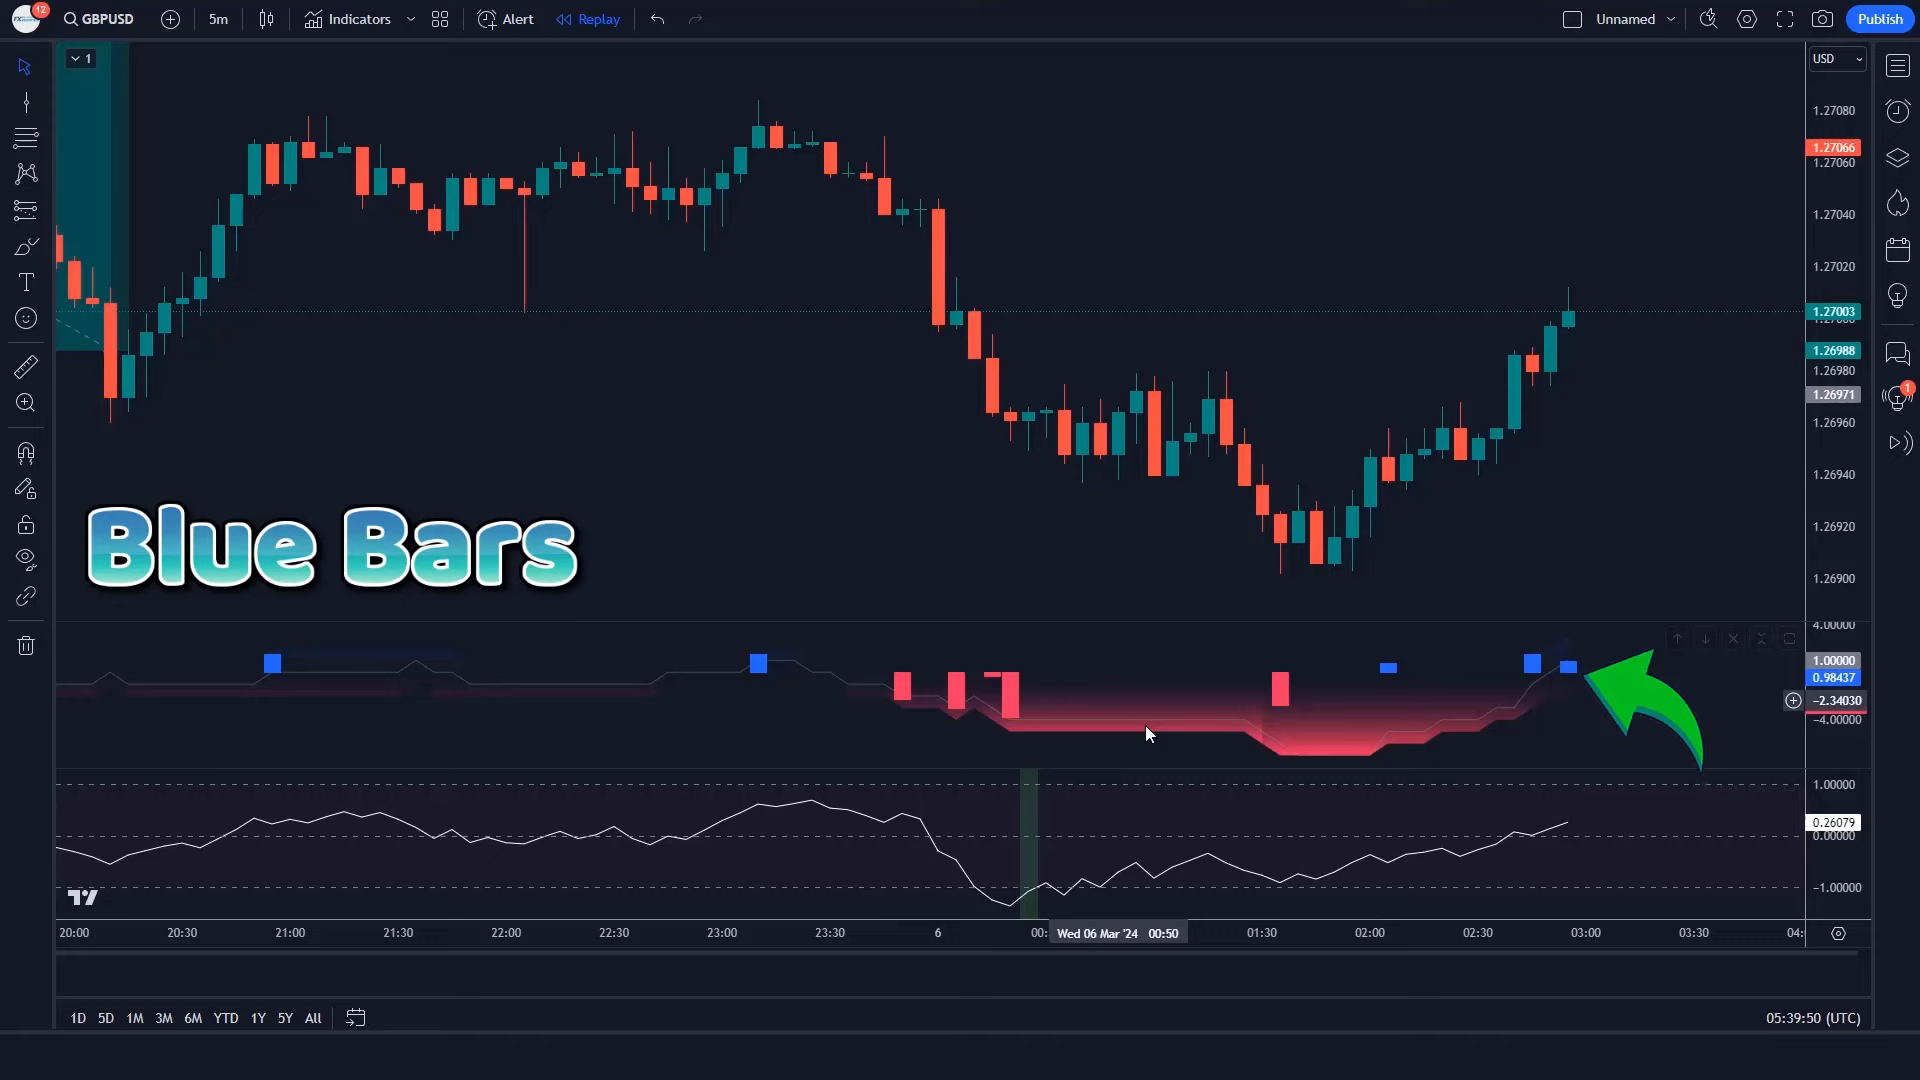 12
GBPUSD
5m
Indicators
Alert
Replay
Unnamed
Publish
1
USD
1.27080
1.27066
1.27060
1.27040
1.27020
1.27003
1.26988
1.26980
1.26971
1
1.26960
1.26940
1.26920
1.26900
Blue Bars
4.00000
1.00000
0.98437
−2.34030
−4.00000
1.00000
0.26079
0.00000
−1.00000
20:00 20:30 21:00 21:30 22:00 22:30 23:00 23:30 6 00: Wed 06 Mar '24 00:50 01:30 02:00 02:30 03:00 03:30 04:
1D 5D 1M 3M 6M YTD 1Y 5Y All
05:39:50 (UTC)